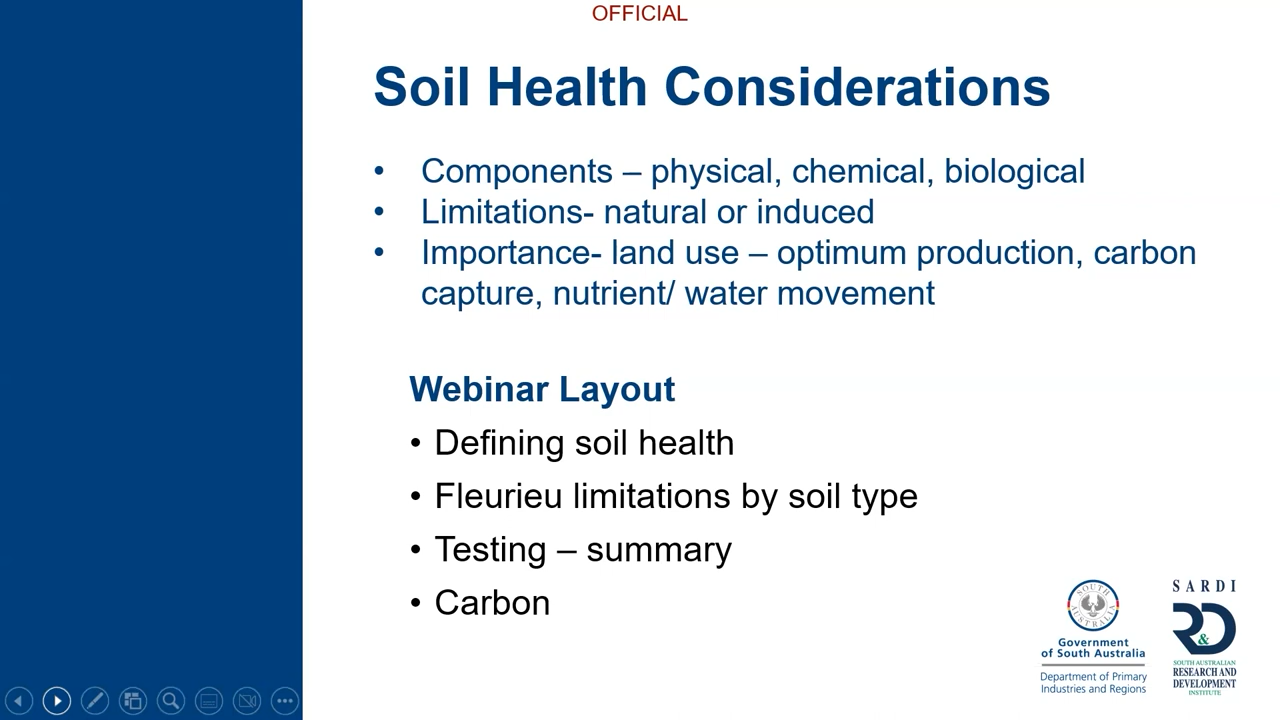 OFFICIAL
Soil Health Considerations
• Components – physical, chemical, biological
• Limitations- natural or induced
• Importance- land use – optimum production, carbon
capture, nutrient/ water movement
Webinar Layout
• Defining soil health
• Fleurieu limitations by soil type
• Testing – summary
• Carbon
SOUTH AUSTRALIA
Government
of South Australia
Department of Primary
Industries and Regions
SARDI
R&D
SOUTH AUSTRALIAN
RESEARCH AND
DEVELOPMENT
INSTITUTE